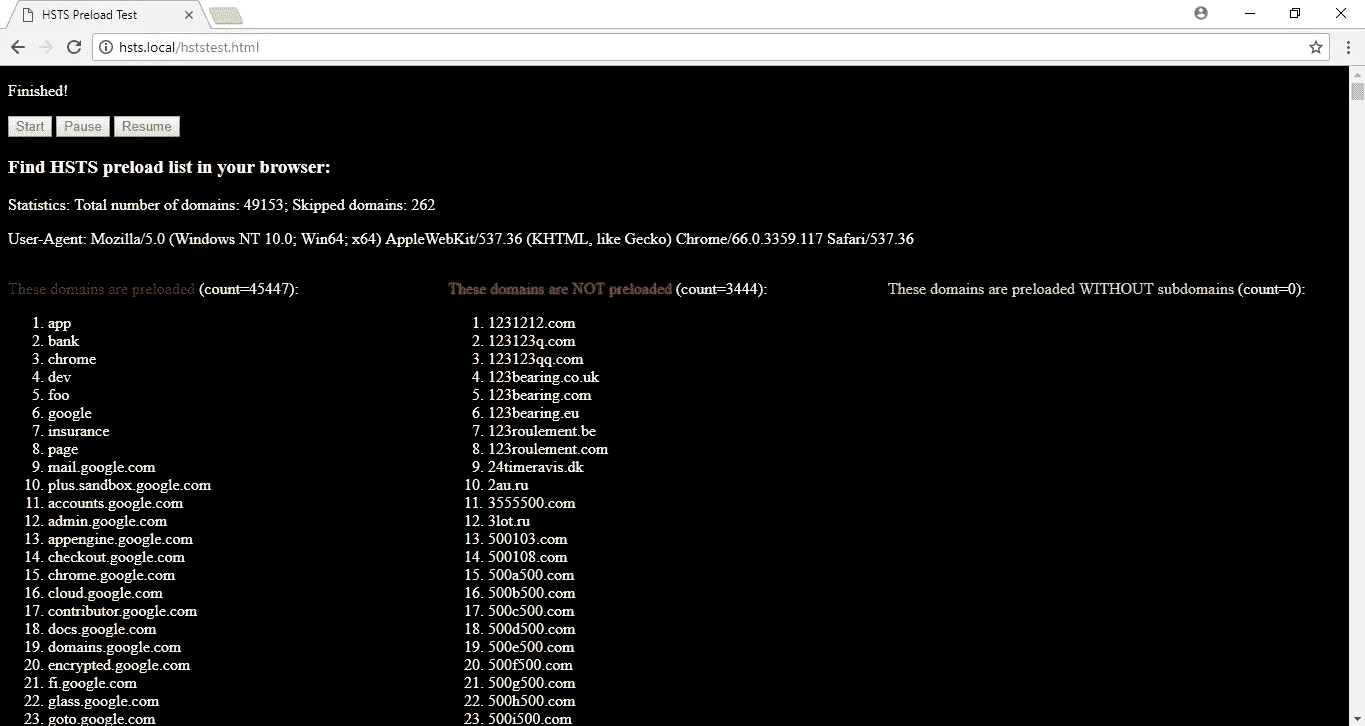 HSTS Preload Test
hsts.local/hststest.html
Finished!
Start Pause Resume
Find HSTS preload list in your browser:
Statistics: Total number of domains: 49153; Skipped domains: 262
User-Agent: Mozilla/5.0 (Windows NT 10.0; Win64; x64) AppleWebKit/537.36 (KHTML, like Gecko) Chrome/66.0.3359.117 Safari/537.36
These domains are preloaded (count=45447):
1. app
2. bank
3. chrome
4. dev
5. foo
6. google
7. insurance
8. page
9. mail.google.com
10. plus.sandbox.google.com
11. accounts.google.com
12. admin.google.com
13. appengine.google.com
14. checkout.google.com
15. chrome.google.com
16. cloud.google.com
17. contributor.google.com
18. docs.google.com
19. domains.google.com
20. encrypted.google.com
21. fi.google.com
22. glass.google.com
23. goto.google.com
These domains are NOT preloaded (count=3444):
1. 1231212.com
2. 123123q.com
3. 123123qq.com
4. 123bearing.co.uk
5. 123bearing.com
6. 123bearing.eu
7. 123roulement.be
8. 123roulement.com
9. 24timeravis.dk
10. 2au.ru
11. 3555500.com
12. 3lot.ru
13. 500103.com
14. 500108.com
15. 500a500.com
16. 500b500.com
17. 500c500.com
18. 500d500.com
19. 500e500.com
20. 500f500.com
21. 500g500.com
22. 500h500.com
23. 500i500.com
These domains are preloaded WITHOUT subdomains (count=0):